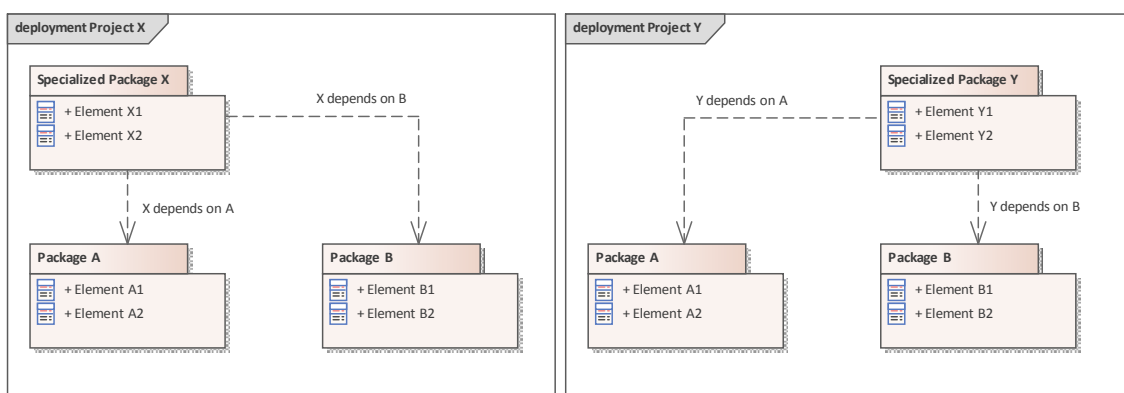 deployment Project X
Specialized Package X
+ Element X1
+ Element X2
X depends on B
X depends on A
Package A
+ Element A1
+ Element A2
Package B
+ Element B1
+ Element B2
deployment Project Y
Specialized Package Y
+ Element Y1
+ Element Y2
Y depends on A
Y depends on B
Package A
+ Element A1
+ Element A2
Package B
+ Element B1
+ Element B2